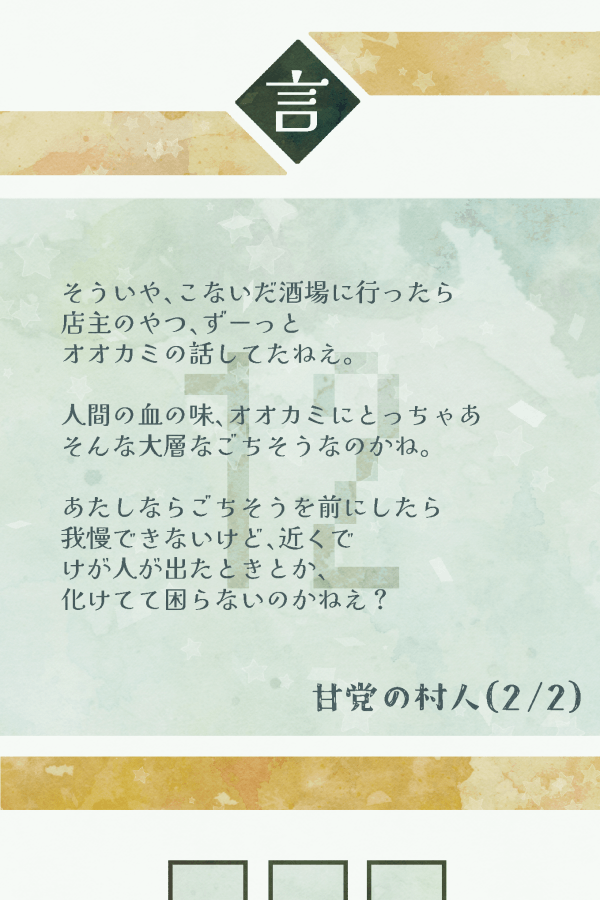 言
そういや、こないだ酒場に行ったら
店主のやつ、ずーっと
オオカミの話してたねえ。
人間の血の味、オオカミにとっちゃあ
そんな大層なごちそうなのかね。
あたしならごちそうを前にしたら
我慢できないけど、近くで
けが人が出たときとか、
化けてて困らないのかねえ？
12
甘党の村人(2/2)